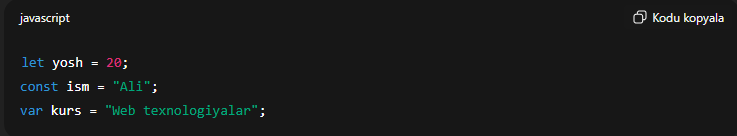 javascript
Kodu kopyala
let yosh = 20;
const ism = "Ali";
var kurs = "Web texnologiyalar";